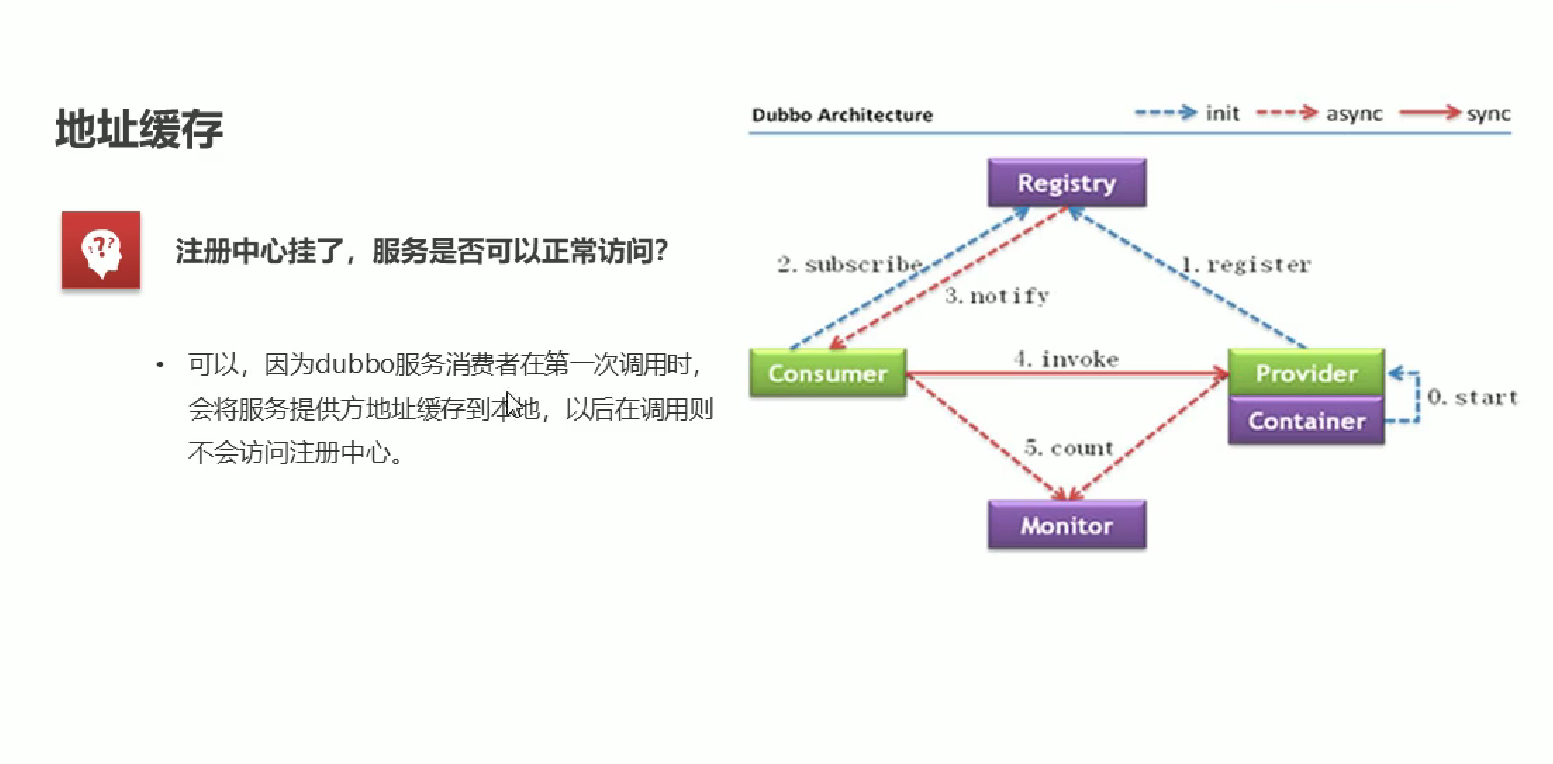 地址缓存
注册中心挂了，服务是否可以正常访问？
• 可以，因为dubbo服务消费者在第一次调用时，
会将服务提供方地址缓存到本地，以后在调用则
不会访问注册中心。
Dubbo Architecture
init
async
sync
Registry
2. subscribe
1. register
3. notify
Consumer
4. invoke
Provider
Container
0. start
5. count
Monitor